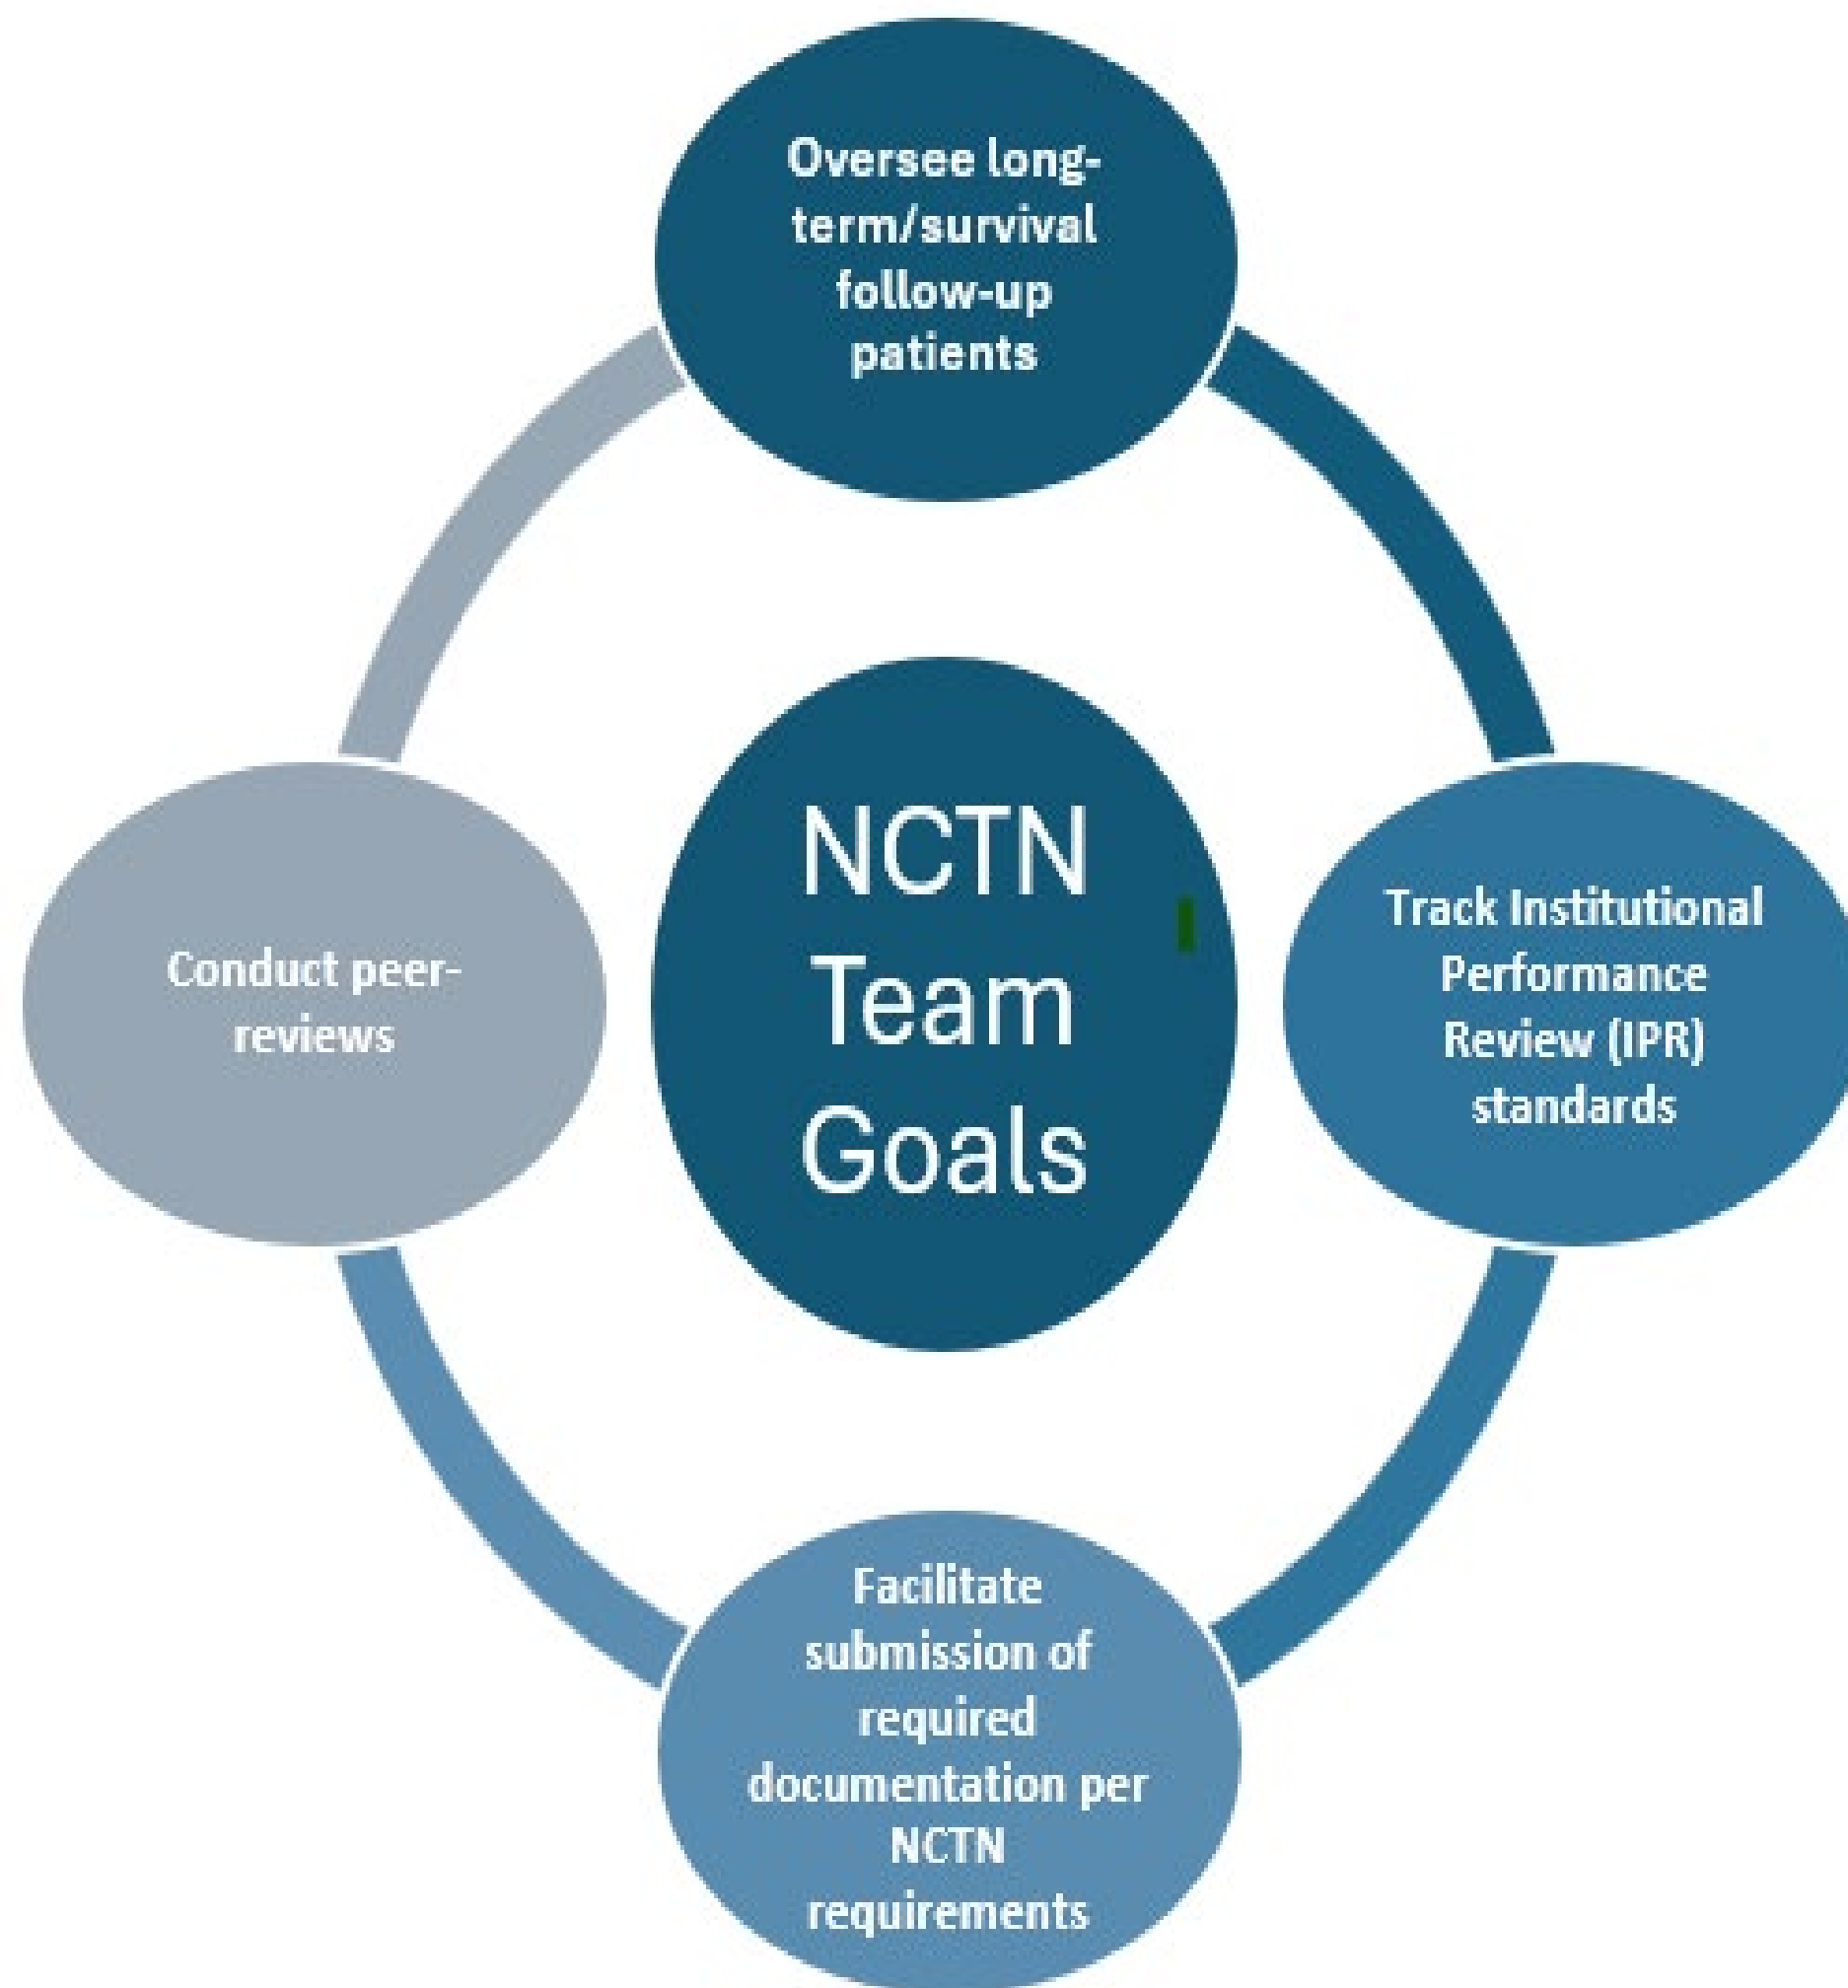 Oversee long-
term/survival
follow-up
patients
NCTN
Team
Goals
Track Institutional
Performance
Review (IPR)
standards
Facilitate
submission of
required
documentation per
NCTN
requirements
Conduct peer-
reviews